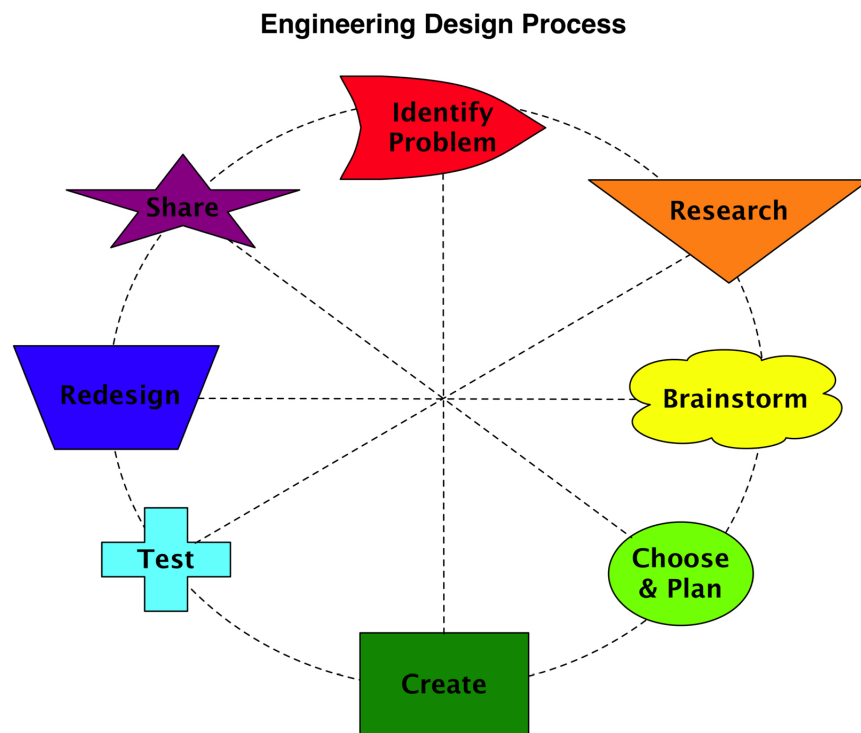 Engineering Design Process
Identify
Problem
Research
Brainstorm
Choose
& Plan
Create
Test
Redesign
Share